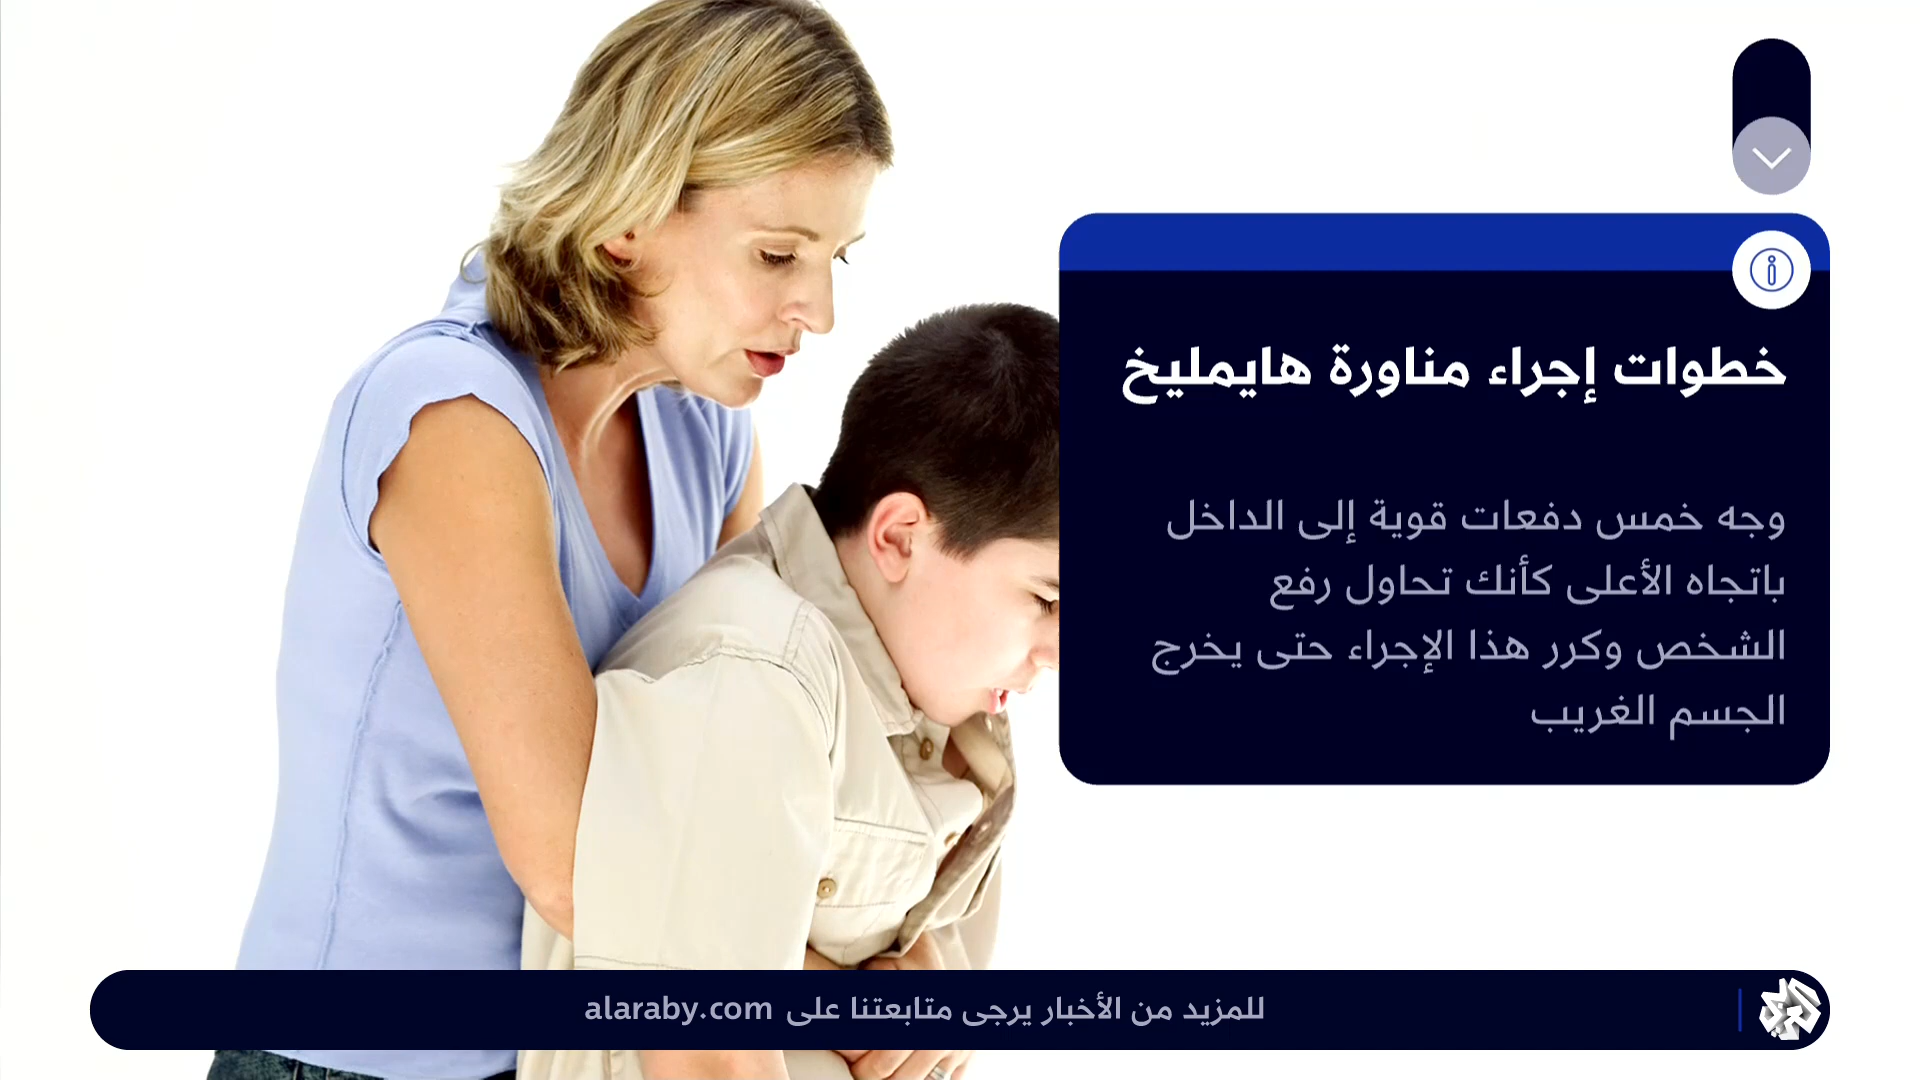 خطوات إجراء مناورة هايمليخ
وجه خمس دفعات قوية إلى الداخل
باتجاه الأعلى كأنك تحاول رفع
الشخص وكرر هذا الإجراء حتى يخرج
الجسم الغريب
للمزيد من الأخبار يرجى متابعتنا على alaraby.com